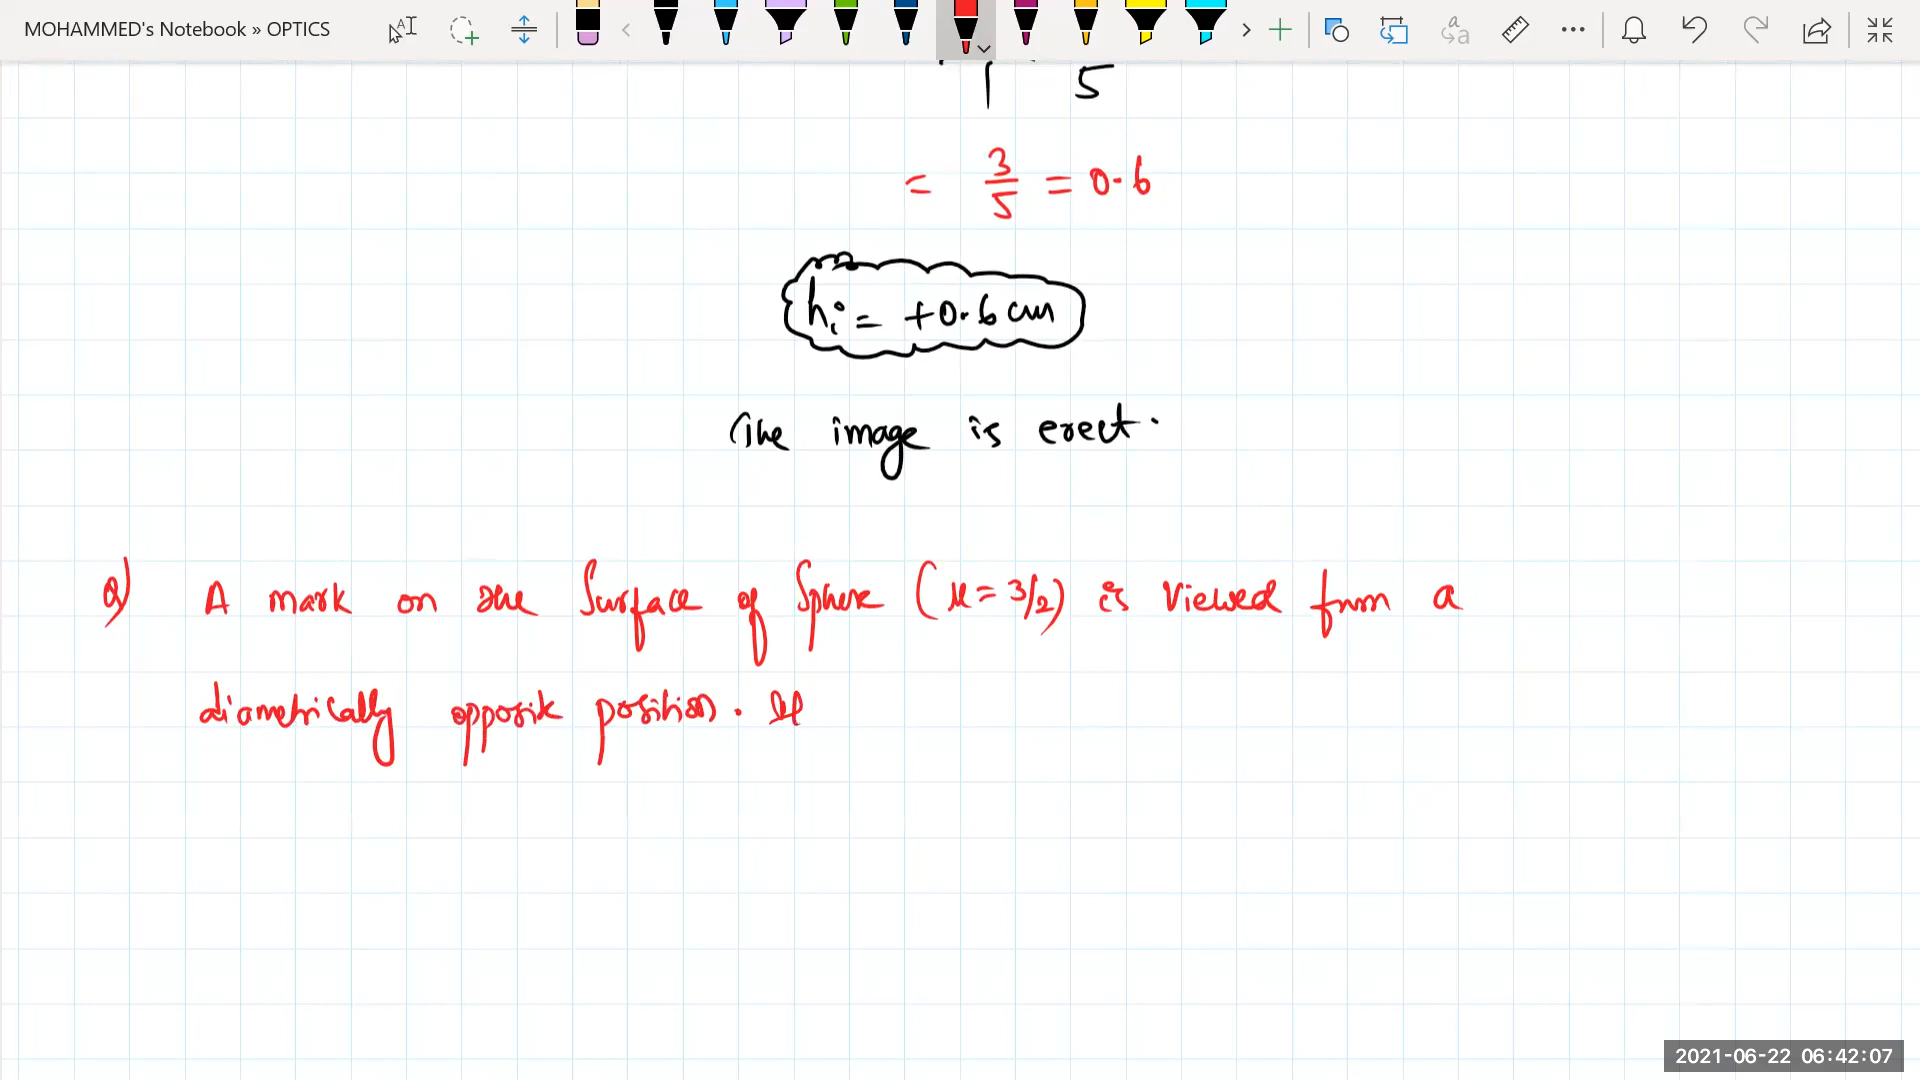 MOHAMMED's Notebook » OPTICS
5
= 3/5 = 0.6
hi = +0.6 cm
The image is erect.
Q) A mark on the surface of sphere (μ = 3/2) is viewed from a
diametrically opposite position. If
2021-06-22 06:42:07